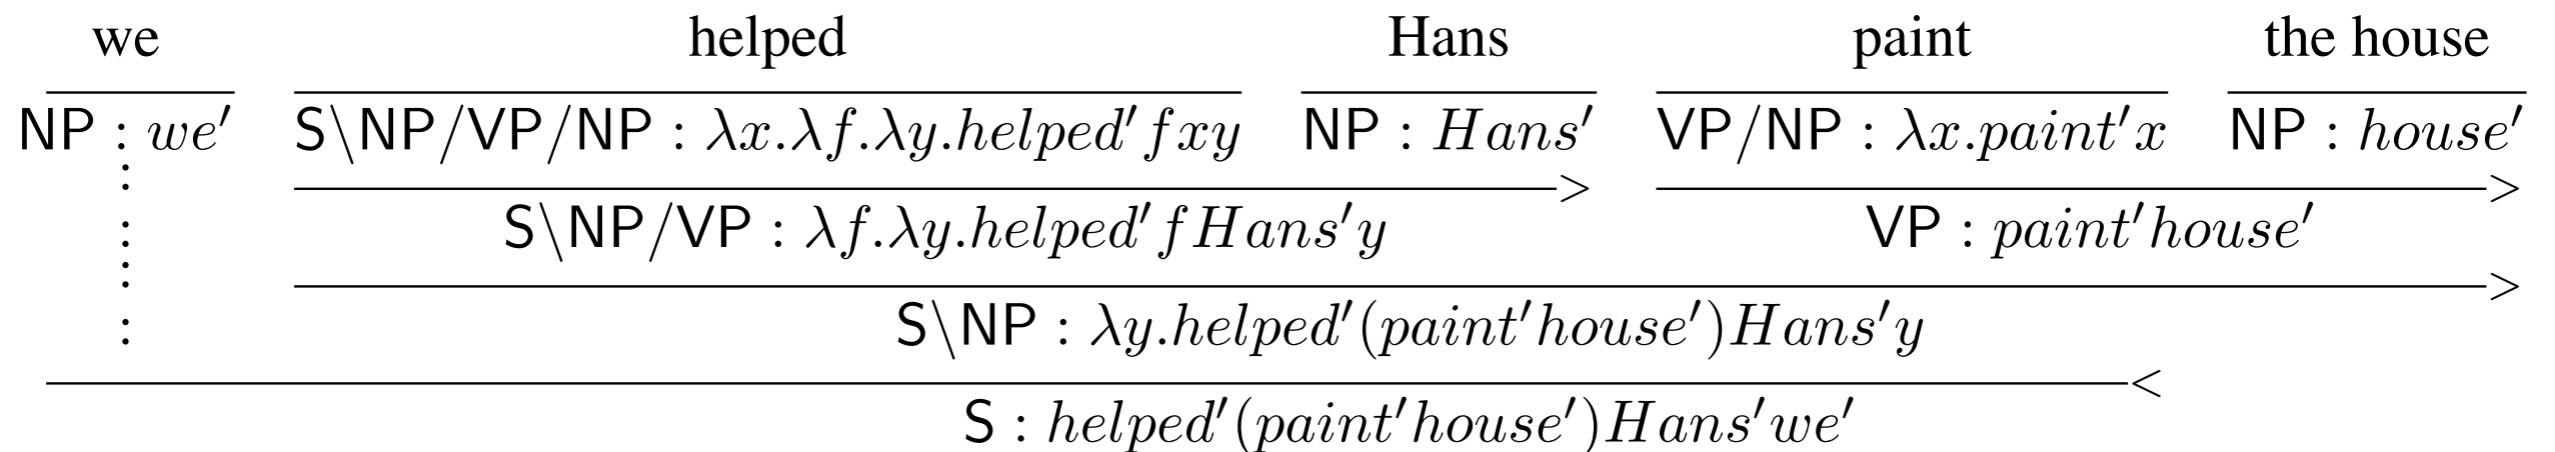 we helped Hans paint the house
NP : we′ S\NP/VP/NP : λx.λf.λy.helped′fxy NP : Hans′ VP/NP : λx.paint′x NP : house′
> >
S\NP/VP : λf.λy.helped′fHans′y VP : paint′house′
>
S\NP : λy.helped′(paint′house′)Hans′y
<
S : helped′(paint′house′)Hans′we′